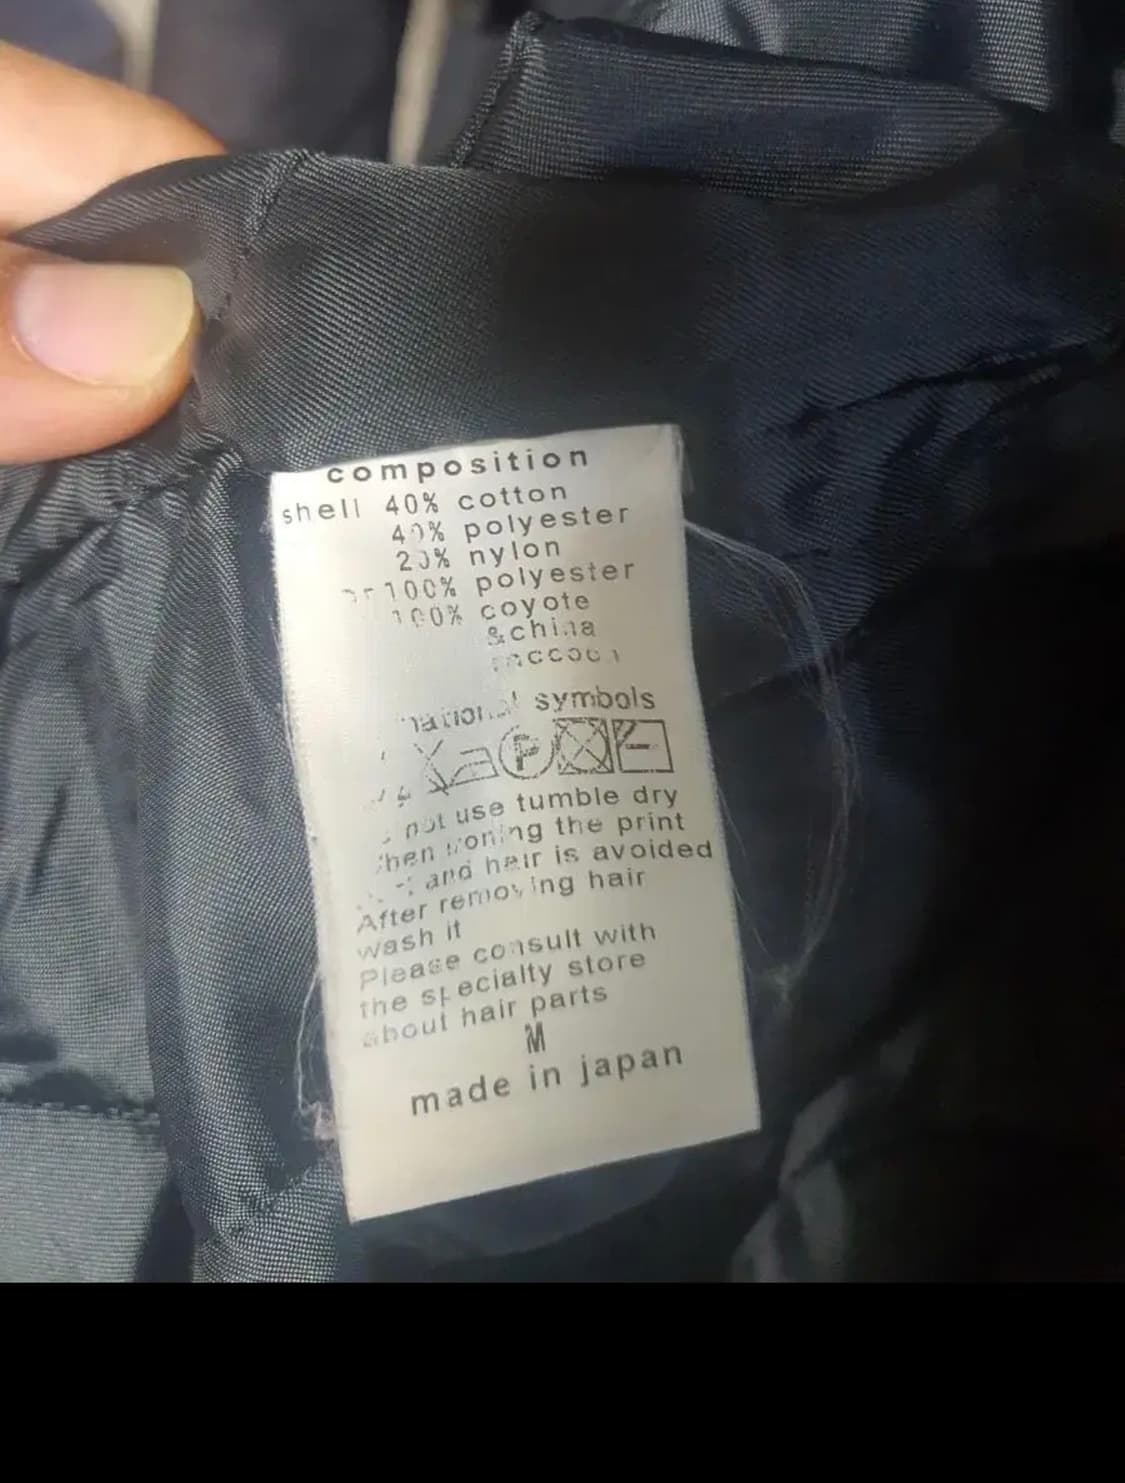 composition
shell 40% cotton
40% polyester
20% nylon
100% polyester
100% coyote
&china
symbols
P
not use tumble dry
ironing the print
and hair is avoided
After removing hair
wash it
Please consult with
the specialty store
about hair parts
M
made in japan